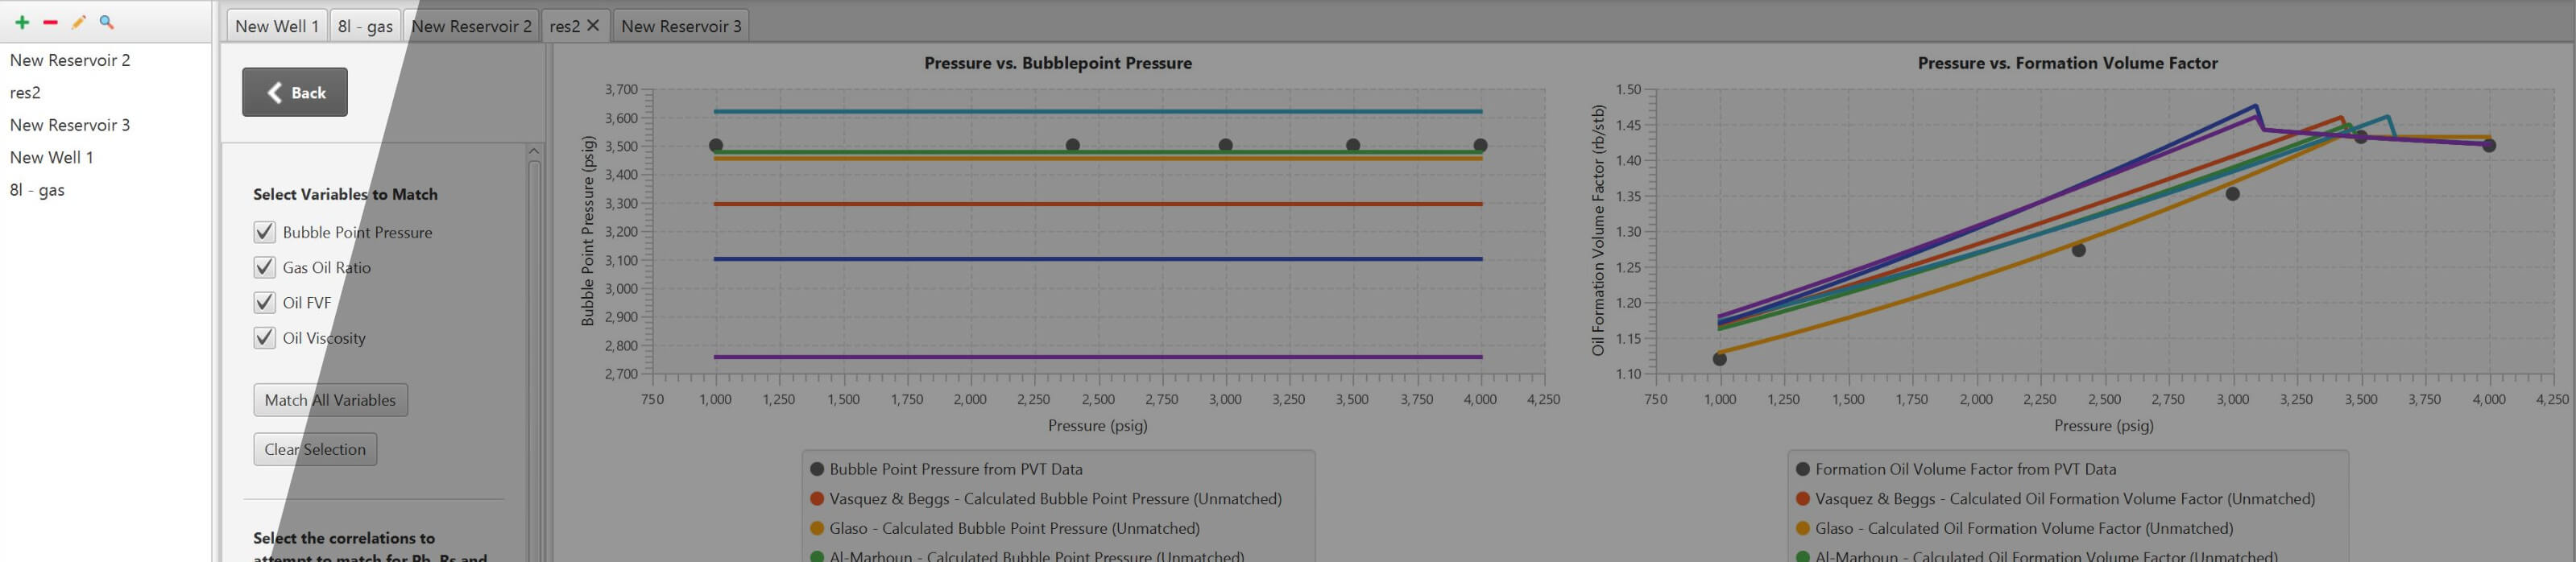 New Well 1 8l - gas New Reservoir 2 res2 New Reservoir 3
New Reservoir 2
res2
New Reservoir 3
New Well 1
8l - gas
Back
Select Variables to Match
Bubble Point Pressure
Gas Oil Ratio
Oil FVF
Oil Viscosity
Match All Variables
Clear Selection
Select the correlations to
attempt to match for Pb, Rs and
Pressure vs. Bubblepoint Pressure
Bubble Point Pressure (psig)
3,700
3,600
3,500
3,400
3,300
3,200
3,100
3,000
2,900
2,800
2,700
750 1,000 1,250 1,500 1,750 2,000 2,250 2,500 2,750 3,000 3,250 3,500 3,750 4,000 4,250
Pressure (psig)
Bubble Point Pressure from PVT Data
Vasquez & Beggs - Calculated Bubble Point Pressure (Unmatched)
Glaso - Calculated Bubble Point Pressure (Unmatched)
Al-Marhoun - Calculated Bubble Point Pressure (Unmatched)
Pressure vs. Formation Volume Factor
Oil Formation Volume Factor (rb/stb)
1.50
1.45
1.40
1.35
1.30
1.25
1.20
1.15
1.10
750 1,000 1,250 1,500 1,750 2,000 2,250 2,500 2,750 3,000 3,250 3,500 3,750 4,000 4,250
Pressure (psig)
Formation Oil Volume Factor from PVT Data
Vasquez & Beggs - Calculated Oil Formation Volume Factor (Unmatched)
Glaso - Calculated Oil Formation Volume Factor (Unmatched)
Al-Marhoun - Calculated Oil Formation Volume Factor (Unmatched)